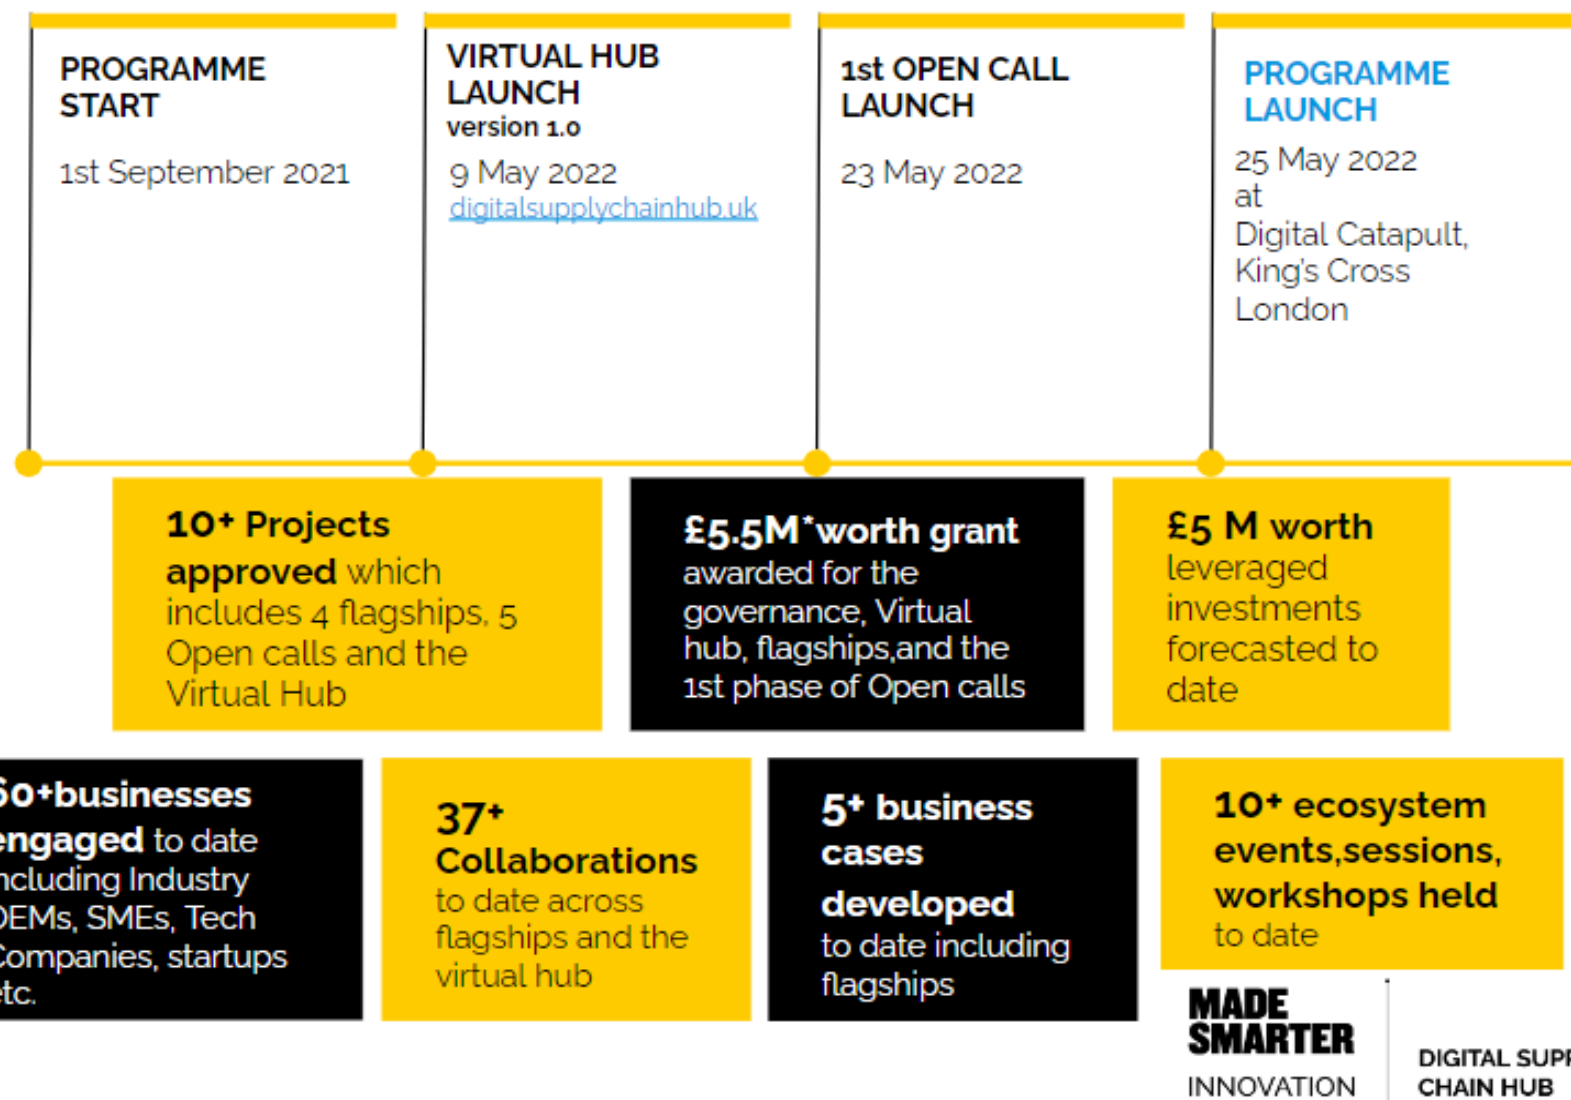 PROGRAMME
START
1st September 2021
VIRTUAL HUB
LAUNCH
version 1.0
9 May 2022
digitalsupplychainhub.uk
1st OPEN CALL
LAUNCH
23 May 2022
PROGRAMME
LAUNCH
25 May 2022
at
Digital Catapult,
King's Cross
London
10+ Projects
approved which
includes 4 flagships, 5
Open calls and the
Virtual Hub
£5.5M*worth grant
awarded for the
governance, Virtual
hub, flagships,and the
1st phase of Open calls
£5 M worth
leveraged
investments
forecasted to
date
60+businesses
engaged to date
including Industry
OEMs, SMEs, Tech
Companies, startups
etc.
37+
Collaborations
to date across
flagships and the
virtual hub
5+ business
cases
developed
to date including
flagships
10+ ecosystem
events,sessions,
workshops held
to date
MADE
SMARTER
INNOVATION
DIGITAL
CHAIN HUB